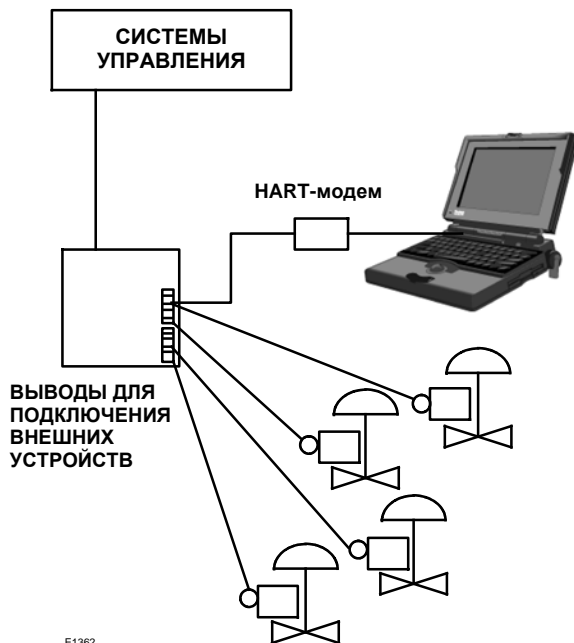 СИСТЕМЫ
УПРАВЛЕНИЯ
HART-модем
ВЫВОДЫ ДЛЯ
ПОДКЛЮЧЕНИЯ
ВНЕШНИХ
УСТРОЙСТВ
E1362